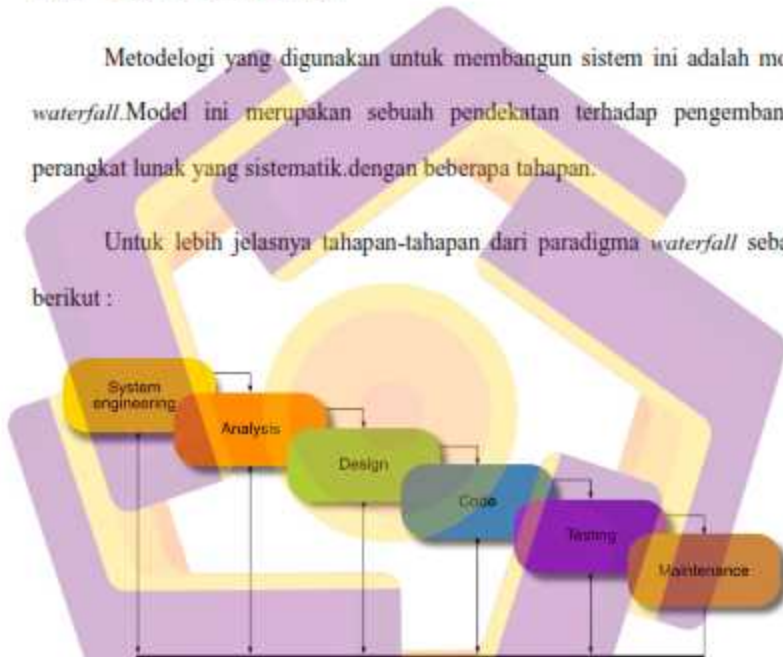 Metodelogi yang digunakan untuk membangun sistem ini adalah mo
waterfall.Model ini merupakan sebuah pendekatan terhadap pengemban
perangkat lunak yang sistematik.dengan beberapa tahapan.
Untuk lebih jelasnya tahapan-tahapan dari paradigma waterfall seba
berikut :
System
engineering
Analysis
Design
Code
Testing
Maintenance